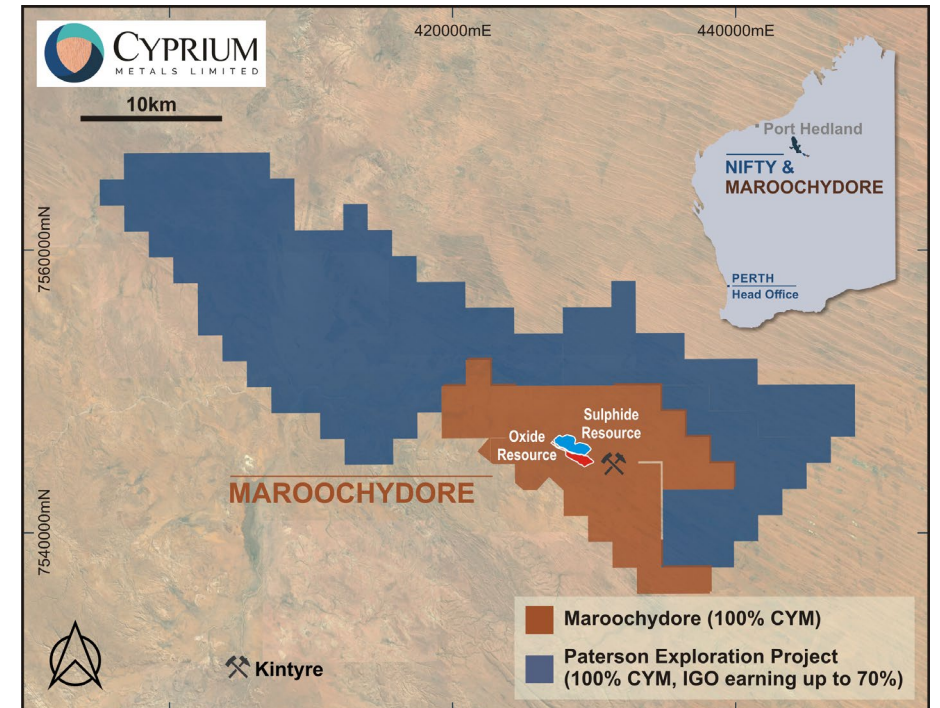 CYPRIUM
METALS LIMITED
420000mE
440000mE
10km
Port Hedland
NIFTY &
MAROOCHYDORE
PERTH
Head Office
7560000mN
Sulphide
Resource
Oxide
Resource
MAROOCHYDORE
7540000mN
Maroochydore (100% CYM)
Paterson Exploration Project
(100% CYM, IGO earning up to 70%)
Kintyre